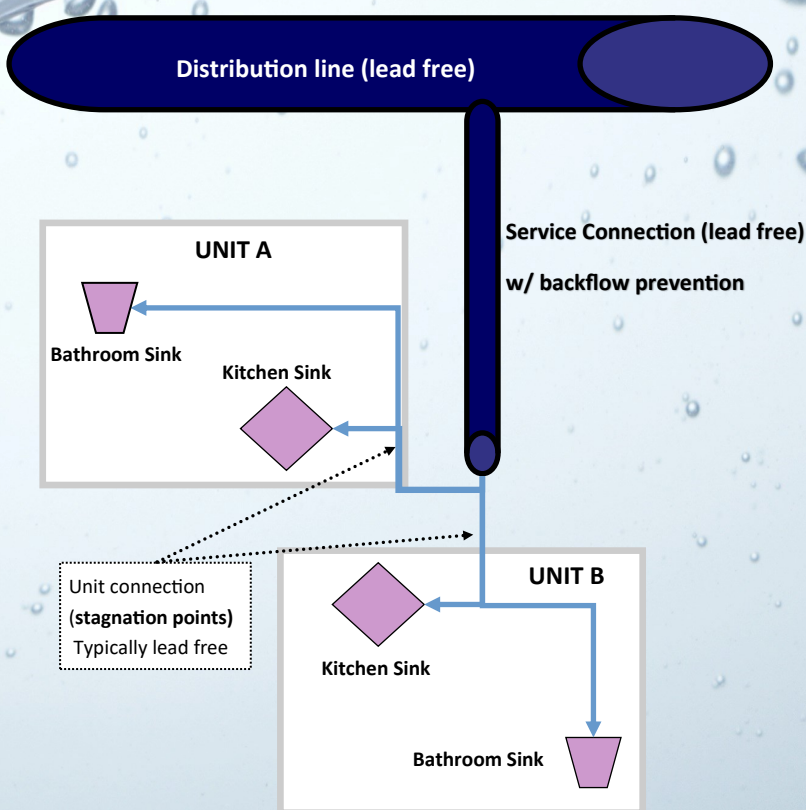 Distribution line (lead free)
Service Connection (lead free)
w/ backflow prevention
UNIT A
Bathroom Sink
Kitchen Sink
Unit connection
(stagnation points)
Typically lead free
UNIT B
Kitchen Sink
Bathroom Sink